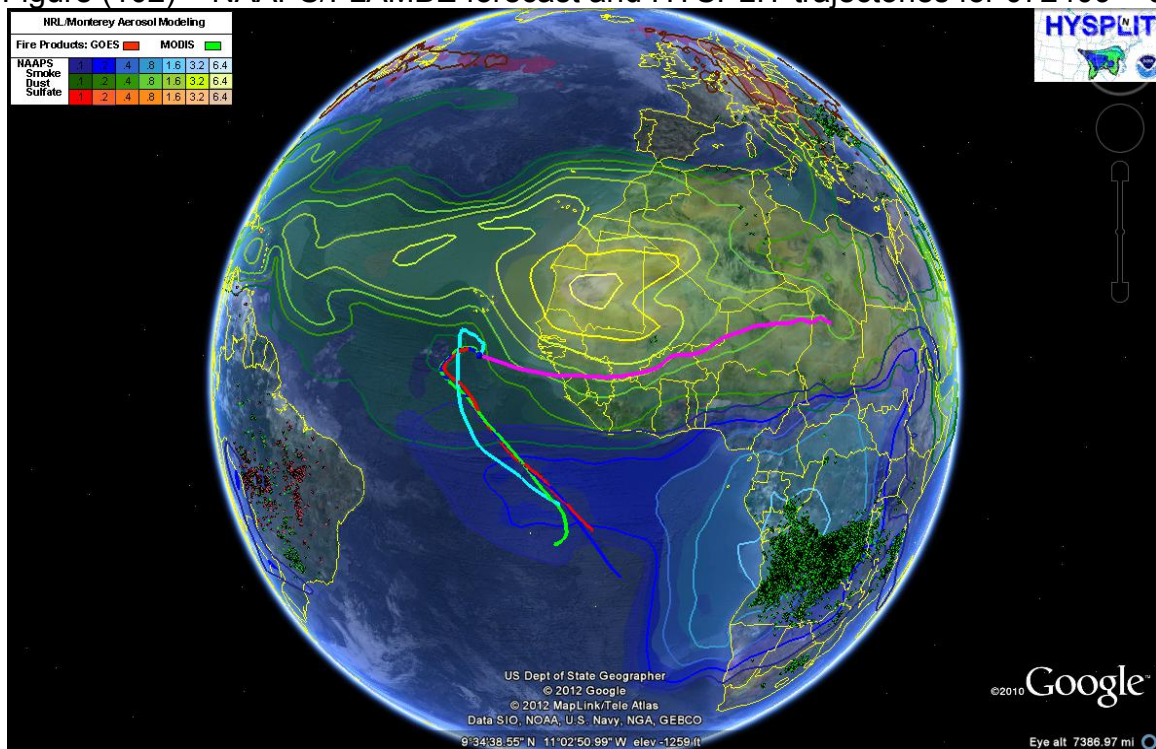 NRL/Monterey Aerosol Modeling
Fire Products: GOES MODIS
NAAPS
Smoke .1 .2 .4 .8 1.6 3.2 6.4
Dust .1 .2 .4 .8 1.6 3.2 6.4
Sulfate .1 .2 .4 .8 1.6 3.2 6.4
HYSPLIT
N
US Dept of State Geographer
© 2012 Google
© 2012 MapLink/Tele Atlas
Data SIO, NOAA, U.S. Navy, NGA, GEBCO
©2010 Google
9°34'38.55" N 11°02'50.99" W elev -1259 ft
Eye alt 7386.97 mi